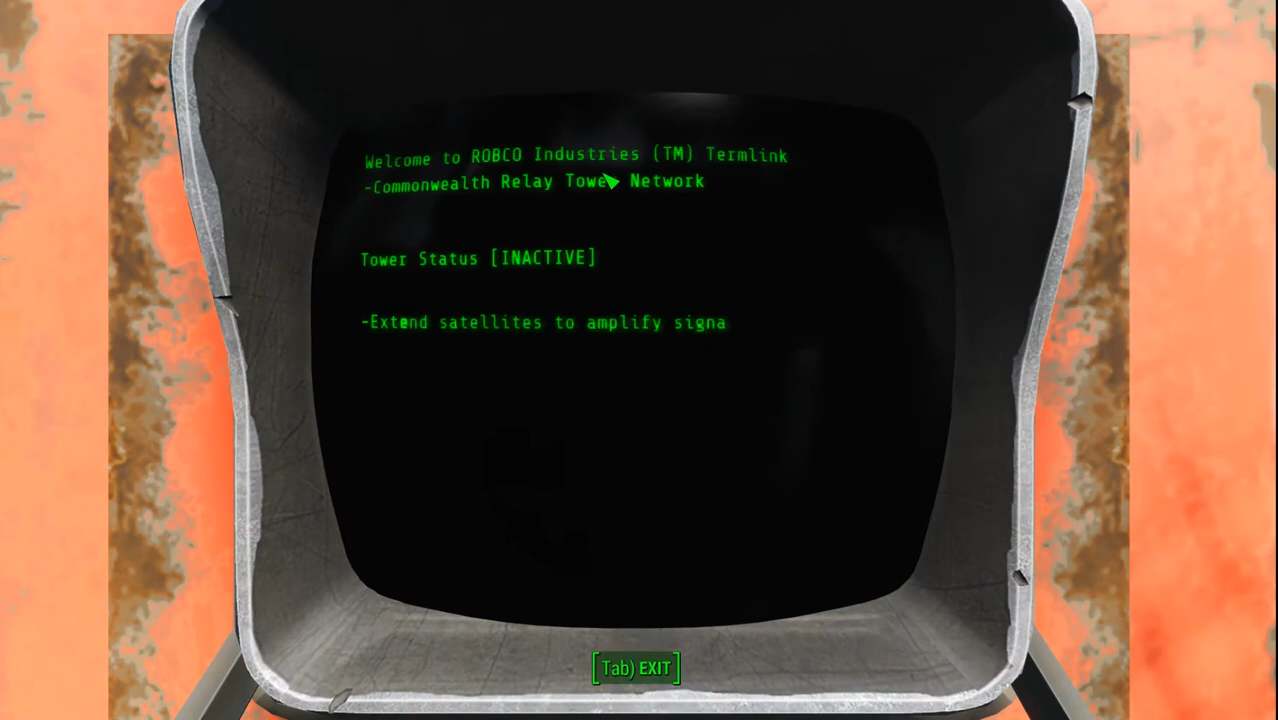 Welcome to ROBCO Industries (TM) Termlink
-Commonwealth Relay Tower Network
Tower Status [INACTIVE]
-Extend satellites to amplify signa
[Tab) EXIT]